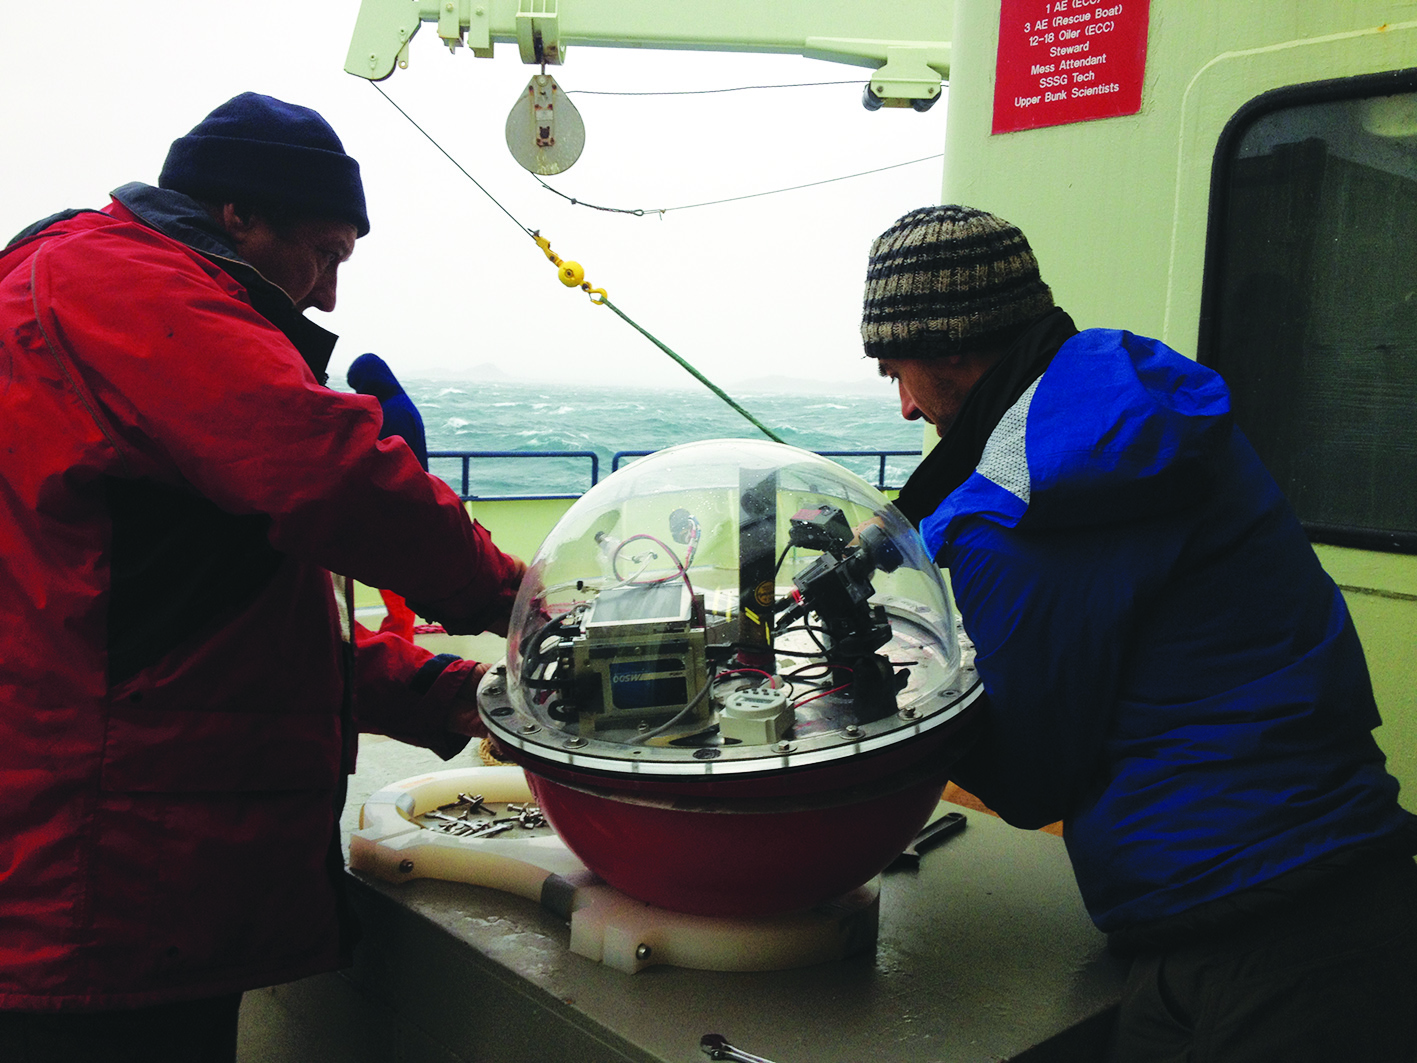 1 AE (ECC)
3 AE (Rescue Boat)
12-18 Oiler (ECC)
Steward
Mess Attendant
SSSG Tech
Upper Bunk Scientists